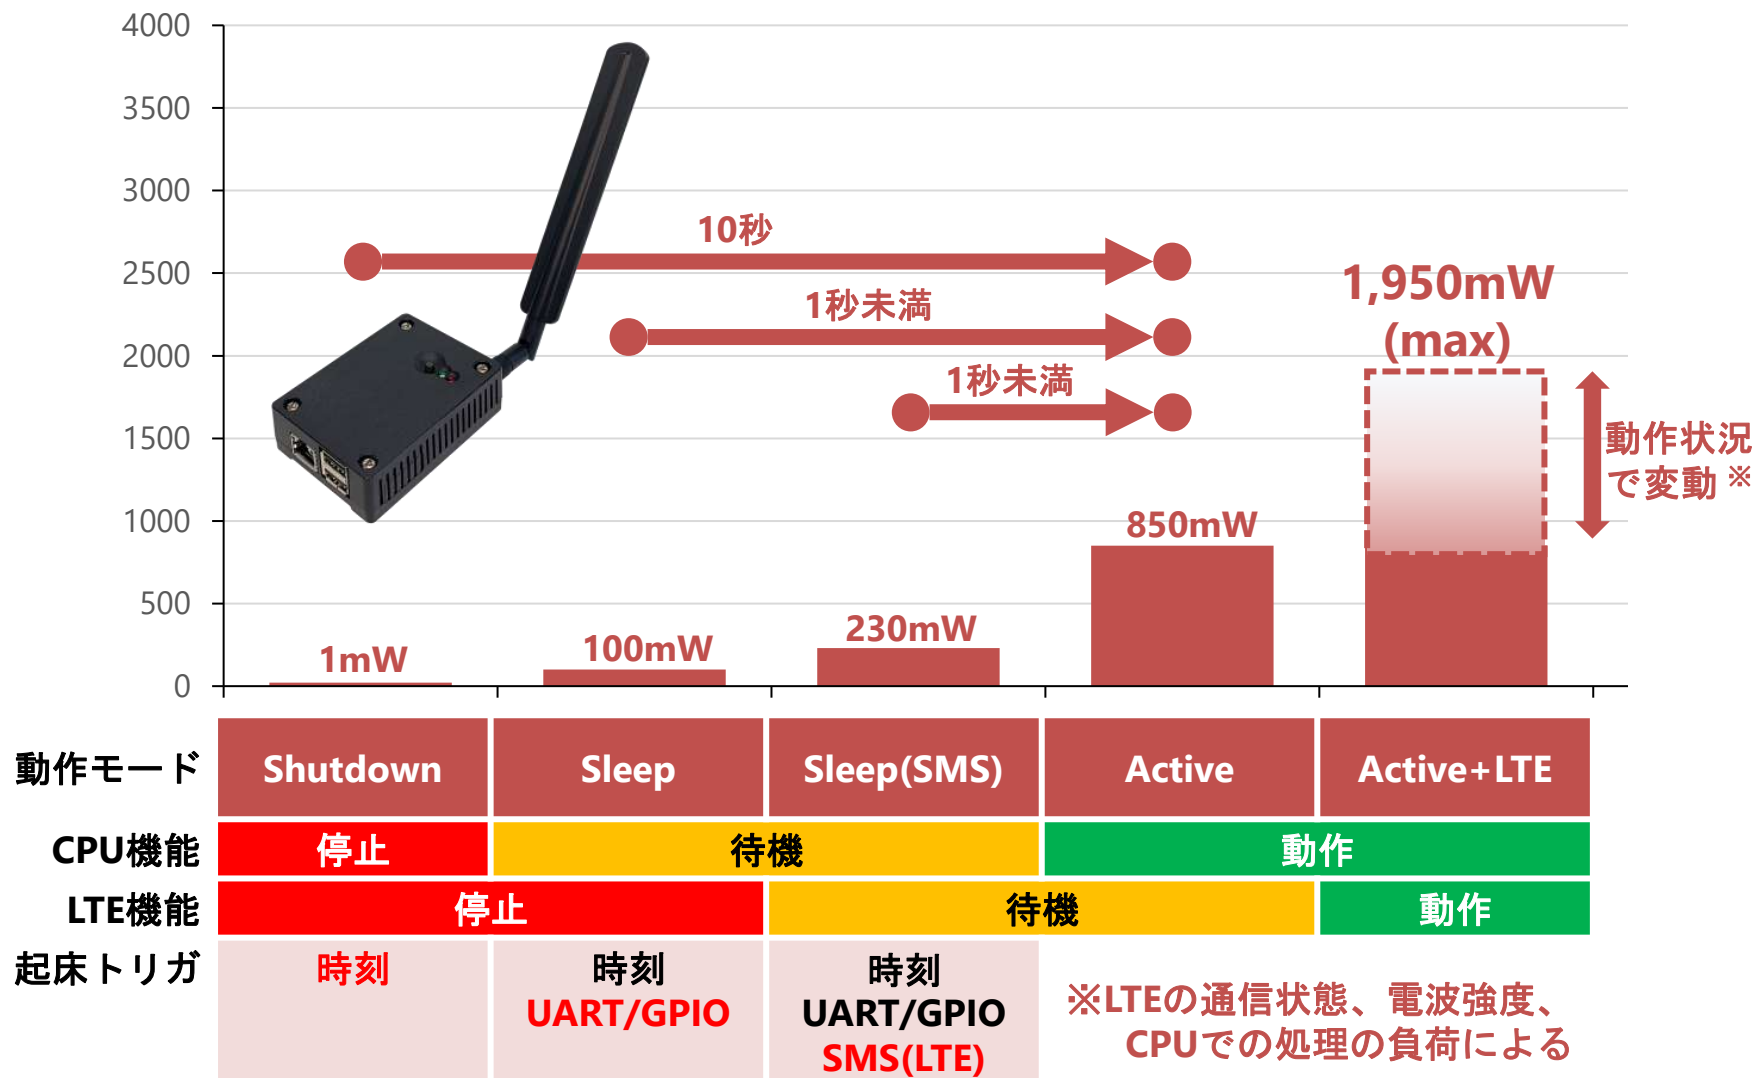 4000
3500
3000
2500
2000
1500
1000
500
0
10秒
1秒未満
1秒未満
1,950mW
(max)
動作状況
で変動 ※
850mW
230mW
100mW
1mW
動作モード Shutdown Sleep Sleep(SMS) Active Active+LTE
CPU機能 停止 待機 動作
LTE機能 停止 待機 動作
起床トリガ 時刻 時刻 時刻
UART/GPIO UART/GPIO
SMS(LTE)
※LTEの通信状態、電波強度、
CPUでの処理の負荷による